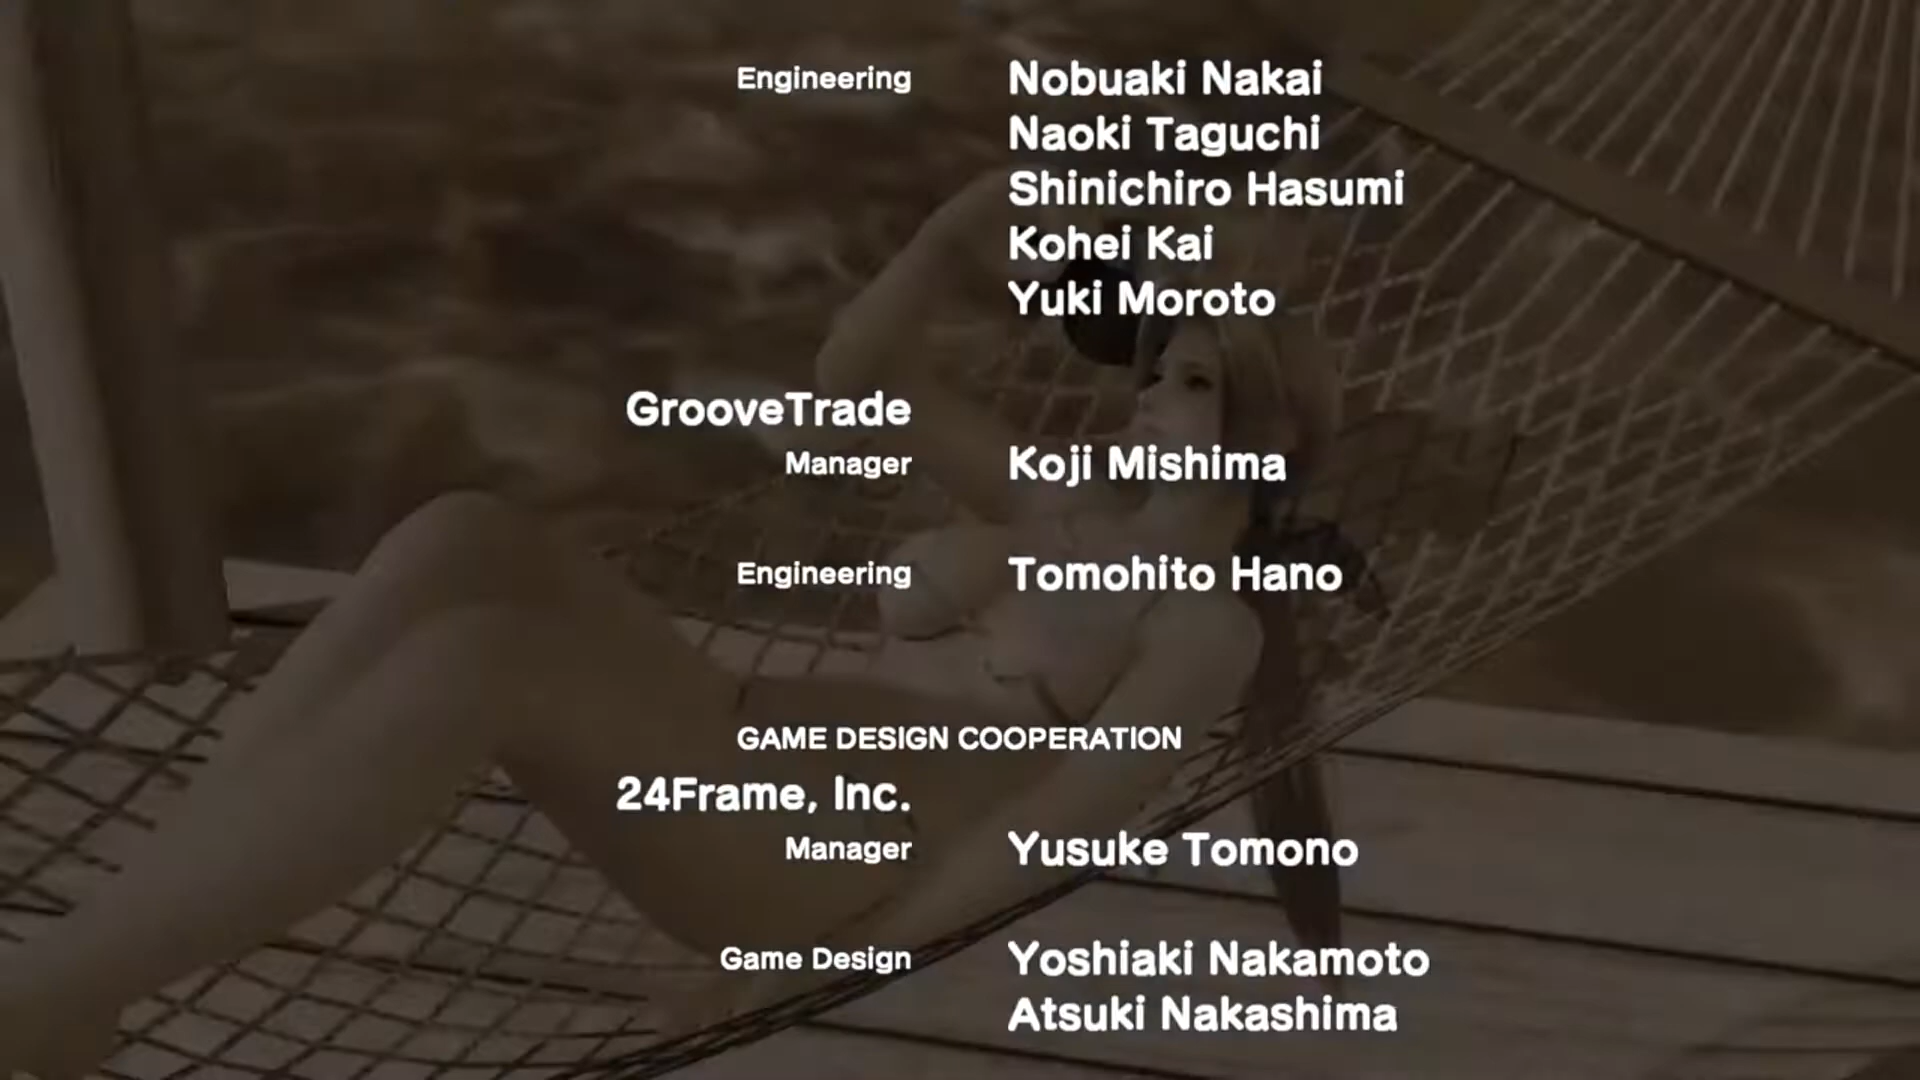 Engineering Nobuaki Nakai
Naoki Taguchi
Shinichiro Hasumi
Kohei Kai
Yuki Moroto
GrooveTrade
Manager Koji Mishima
Engineering Tomohito Hano
GAME DESIGN COOPERATION
24Frame, Inc.
Manager Yusuke Tomono
Game Design Yoshiaki Nakamoto
Atsuki Nakashima